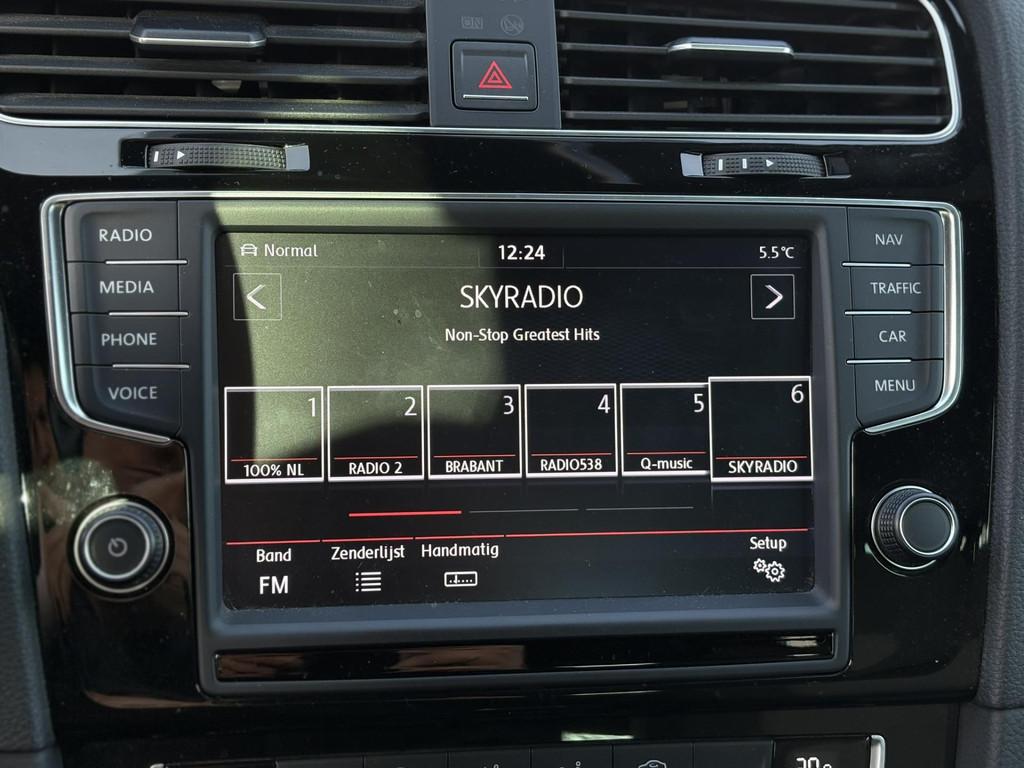 ON
RADIO
MEDIA
PHONE
VOICE
NAV
TRAFFIC
CAR
MENU
Normal
12:24
5.5°C
<
SKYRADIO
>
Non-Stop Greatest Hits
1
2
3
4
5
6
100% NL
RADIO 2
BRABANT
RADIO538
Q-music
SKYRADIO
Band
Zenderlijst
Handmatig
Setup
FM